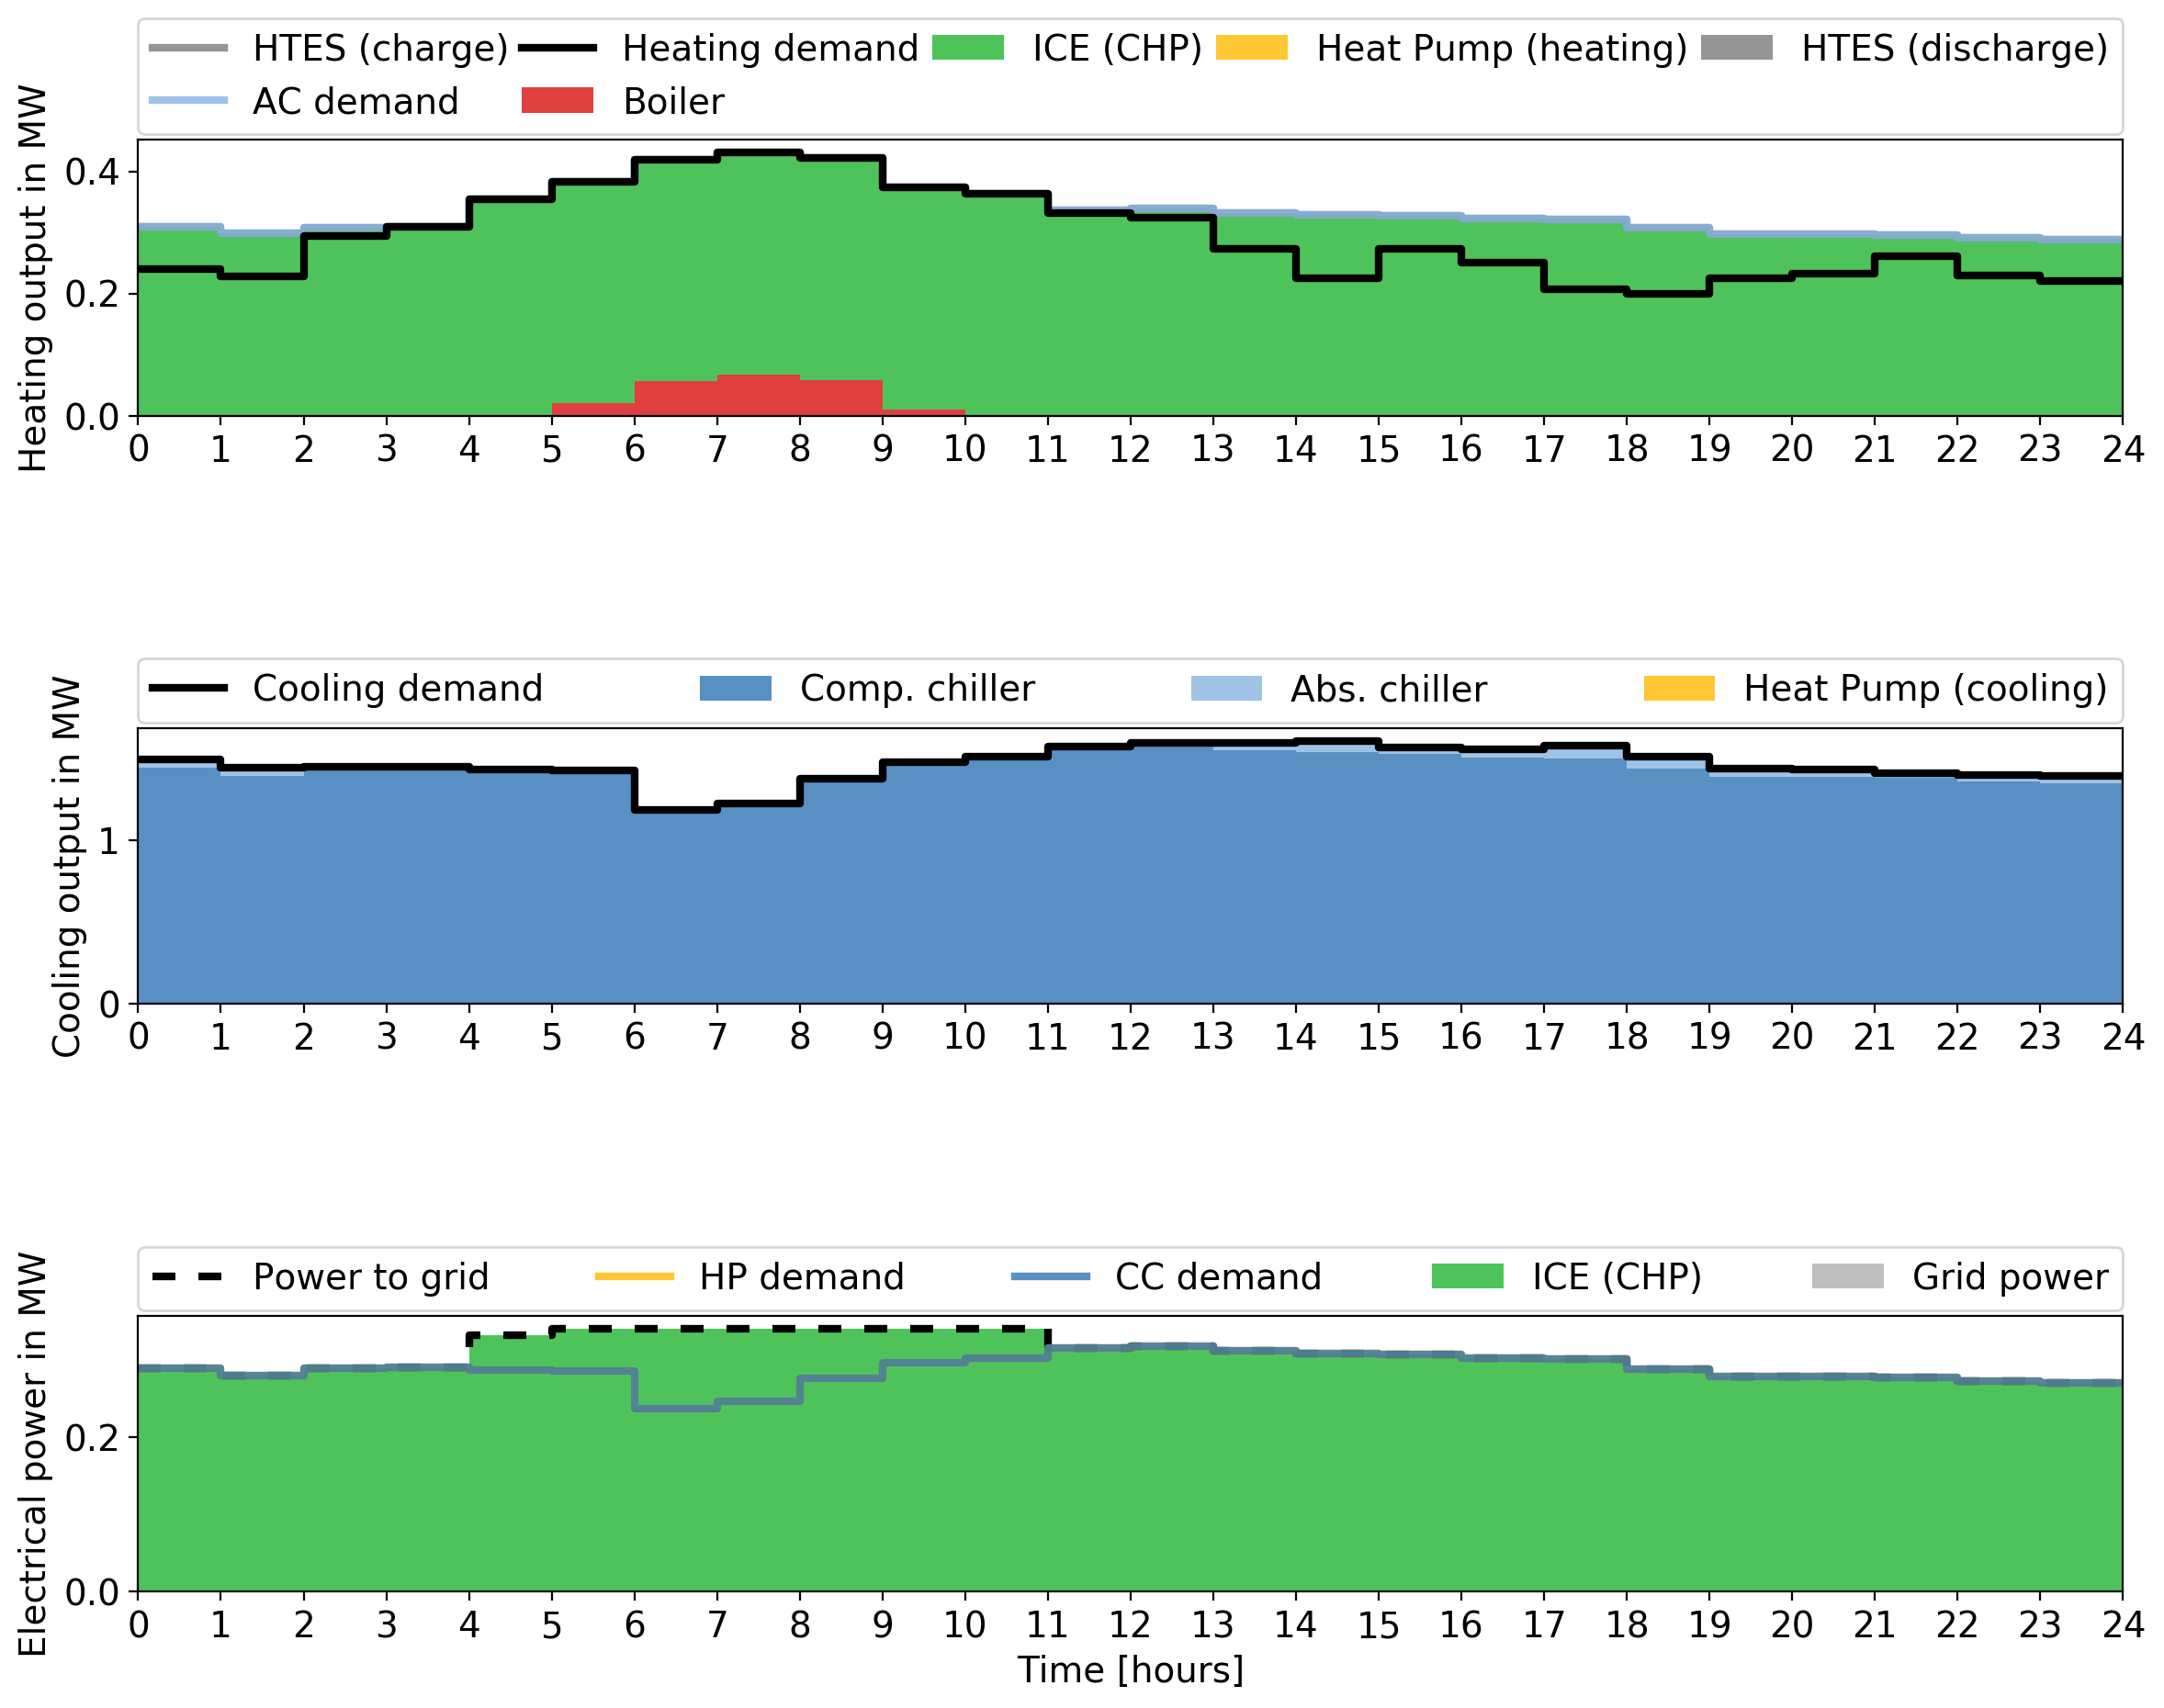 HTES (charge) Heating demand ICE (CHP) Heat Pump (heating) HTES (discharge)
AC demand Boiler
Heating output in MW
0.4
0.2
0.0
0 1 2 3 4 5 6 7 8 9 10 11 12 13 14 15 16 17 18 19 20 21 22 23 24
Cooling demand Comp. chiller Abs. chiller Heat Pump (cooling)
Cooling output in MW
1
0
0 1 2 3 4 5 6 7 8 9 10 11 12 13 14 15 16 17 18 19 20 21 22 23 24
Power to grid HP demand CC demand ICE (CHP) Grid power
Electrical power in MW
0.2
0.0
0 1 2 3 4 5 6 7 8 9 10 11 12 13 14 15 16 17 18 19 20 21 22 23 24
Time [hours]